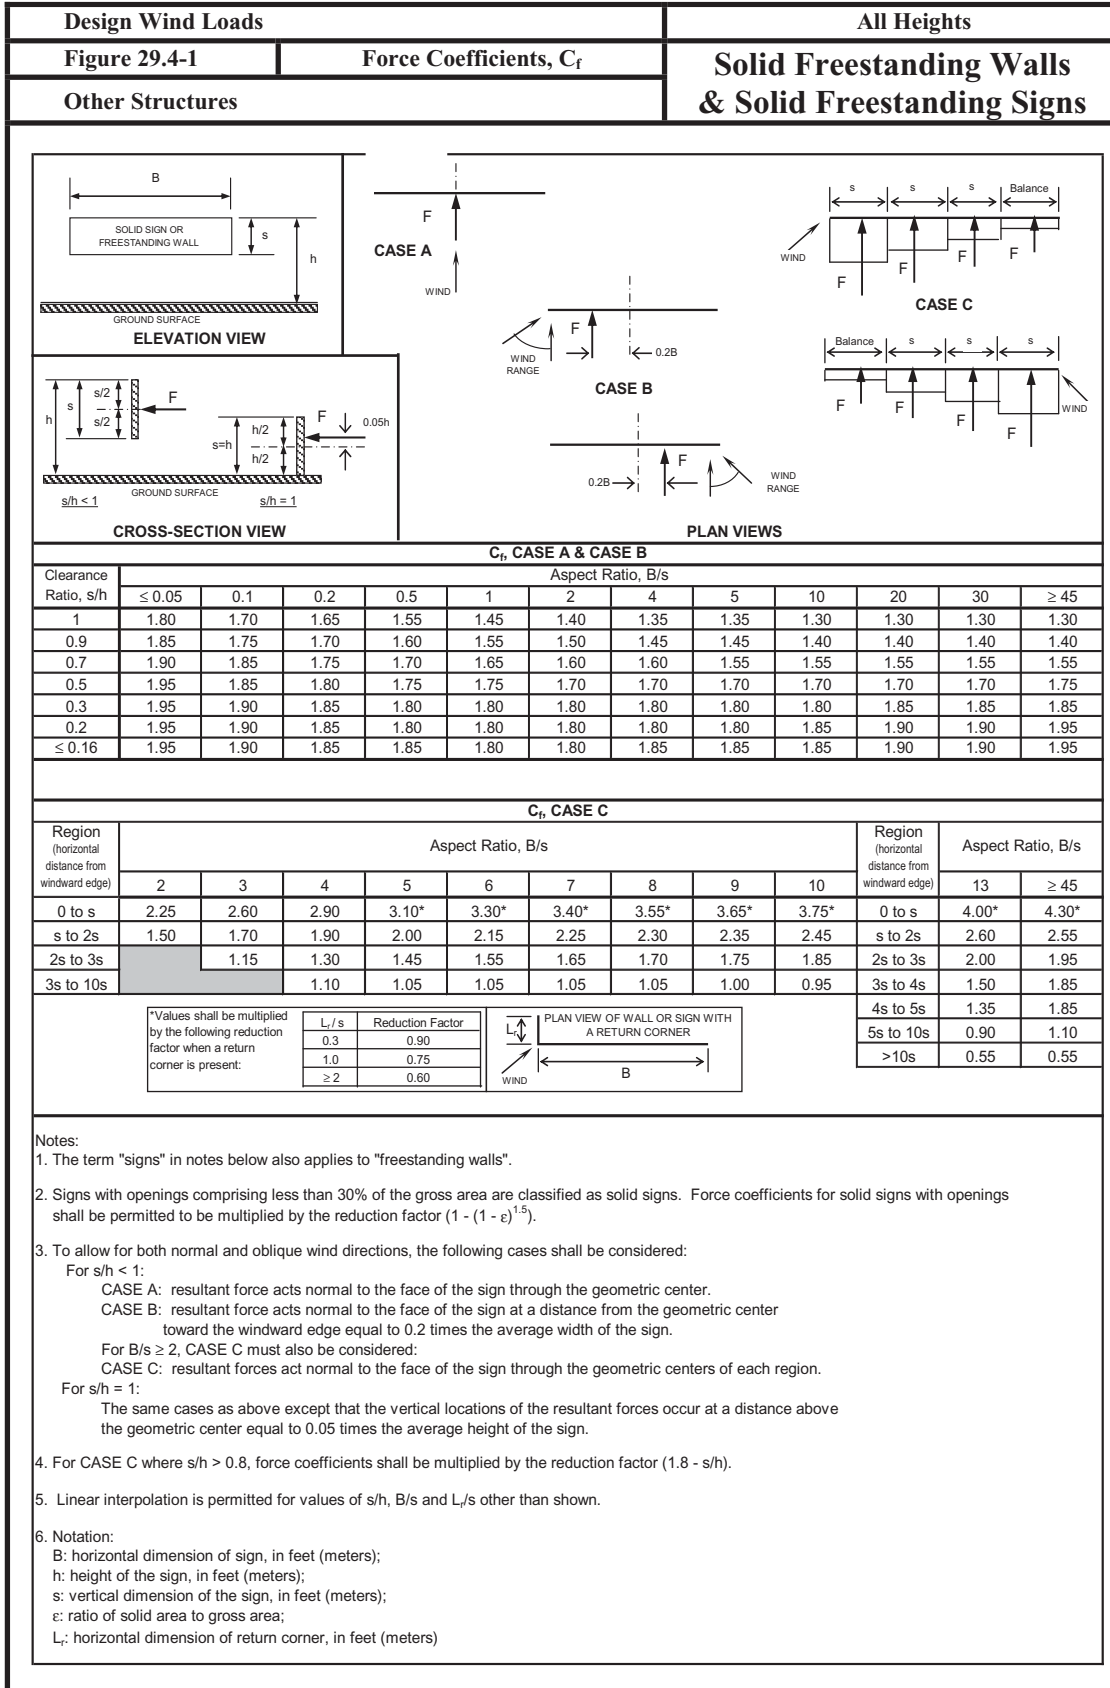 Design Wind Loads
All Heights
Figure 29.4-1
Force Coefficients, Cf
Solid Freestanding Walls
& Solid Freestanding Signs
Other Structures
B
SOLID SIGN OR
FREESTANDING WALL
s
h
GROUND SURFACE
ELEVATION VIEW
F
CASE A
WIND
F
WIND
RANGE
0.2B
CASE B
0.2B
F
WIND
RANGE
s s s Balance
WIND
F F F F
CASE C
Balance s s s
F F F F
WIND
h s s/2 s/2 F
s=h h/2 h/2 F 0.05h
GROUND SURFACE
s/h < 1 s/h = 1
CROSS-SECTION VIEW
PLAN VIEWS
Cf, CASE A & CASE B
Clearance Ratio, s/h
Aspect Ratio, B/s
≤ 0.05 0.1 0.2 0.5 1 2 4 5 10 20 30 ≥ 45
1 1.80 1.70 1.65 1.55 1.45 1.40 1.35 1.35 1.30 1.30 1.30 1.30
0.9 1.85 1.75 1.70 1.60 1.55 1.50 1.45 1.45 1.40 1.40 1.40 1.40
0.7 1.90 1.85 1.75 1.70 1.65 1.60 1.60 1.55 1.55 1.55 1.55 1.55
0.5 1.95 1.85 1.80 1.75 1.75 1.70 1.70 1.70 1.70 1.70 1.70 1.75
0.3 1.95 1.90 1.85 1.80 1.80 1.80 1.80 1.80 1.80 1.85 1.85 1.85
0.2 1.95 1.90 1.85 1.80 1.80 1.80 1.80 1.80 1.85 1.90 1.90 1.95
≤ 0.16 1.95 1.90 1.85 1.85 1.80 1.80 1.85 1.85 1.85 1.90 1.90 1.95
Cf, CASE C
Region
(horizontal
distance from
windward edge)
Aspect Ratio, B/s
Region
(horizontal
distance from
windward edge)
Aspect Ratio, B/s
2 3 4 5 6 7 8 9 10 13 ≥ 45
0 to s 2.25 2.60 2.90 3.10* 3.30* 3.40* 3.55* 3.65* 3.75* 0 to s 4.00* 4.30*
s to 2s 1.50 1.70 1.90 2.00 2.15 2.25 2.30 2.35 2.45 s to 2s 2.60 2.55
2s to 3s 1.15 1.30 1.45 1.55 1.65 1.70 1.75 1.85 2s to 3s 2.00 1.95
3s to 10s 1.10 1.05 1.05 1.05 1.05 1.00 0.95 3s to 4s 1.50 1.85
4s to 5s 1.35 1.85
5s to 10s 0.90 1.10
>10s 0.55 0.55
*Values shall be multiplied
by the following reduction
factor when a return
corner is present:
Lr / s Reduction Factor
0.3 0.90
1.0 0.75
≥ 2 0.60
PLAN VIEW OF WALL OR SIGN WITH
A RETURN CORNER
Lr
B
WIND
Notes:
1. The term "signs" in notes below also applies to "freestanding walls".
2. Signs with openings comprising less than 30% of the gross area are classified as solid signs. Force coefficients for solid signs with openings
shall be permitted to be multiplied by the reduction factor (1 - (1 - ε)^1.5).
3. To allow for both normal and oblique wind directions, the following cases shall be considered:
For s/h < 1:
CASE A: resultant force acts normal to the face of the sign through the geometric center.
CASE B: resultant force acts normal to the face of the sign at a distance from the geometric center
toward the windward edge equal to 0.2 times the average width of the sign.
For B/s ≥ 2, CASE C must also be considered:
CASE C: resultant forces act normal to the face of the sign through the geometric centers of each region.
For s/h = 1:
The same cases as above except that the vertical locations of the resultant forces occur at a distance above
the geometric center equal to 0.05 times the average height of the sign.
4. For CASE C where s/h > 0.8, force coefficients shall be multiplied by the reduction factor (1.8 - s/h).
5. Linear interpolation is permitted for values of s/h, B/s and Lr/s other than shown.
6. Notation:
B: horizontal dimension of sign, in feet (meters);
h: height of the sign, in feet (meters);
s: vertical dimension of the sign, in feet (meters);
ε: ratio of solid area to gross area;
Lr: horizontal dimension of return corner, in feet (meters)